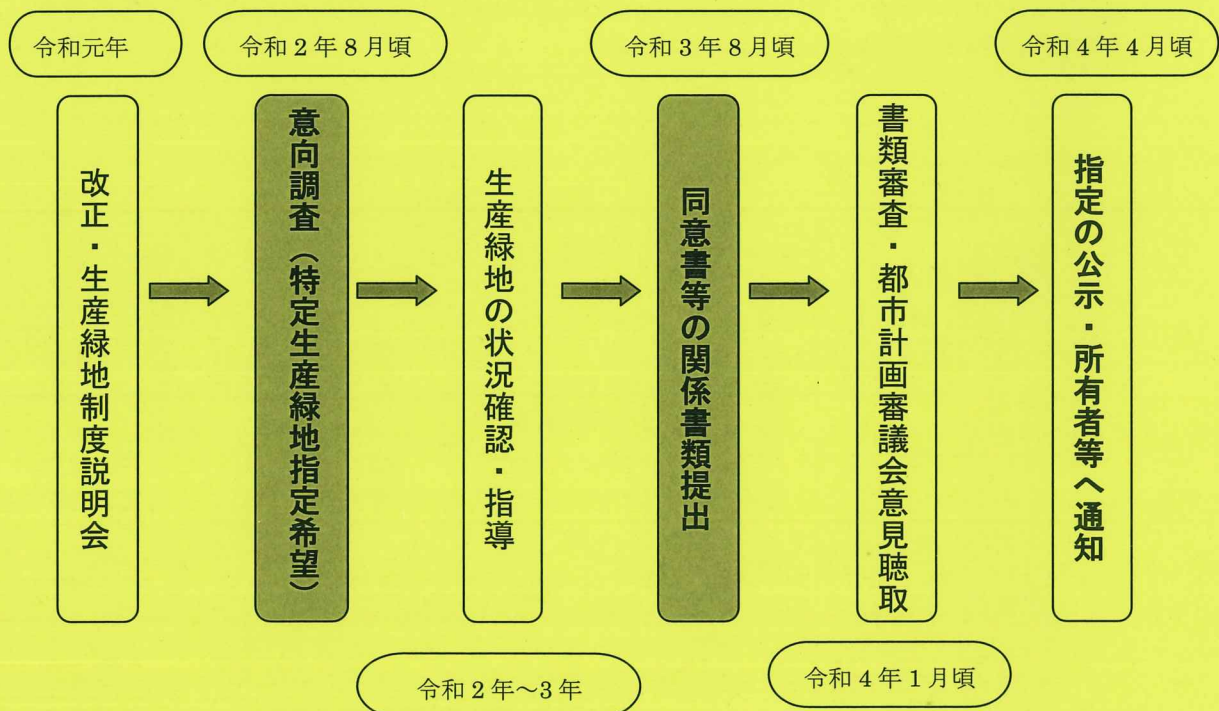 令和元年
令和2年8月頃
令和3年8月頃
令和4年4月頃
改正・生産緑地制度説明会
意向調査（特定生産緑地指定希望）
生産緑地の状況確認・指導
同意書等の関係書類提出
書類審査・都市計画審議会意見聴取
指定の公示・所有者等へ通知
令和2年～3年
令和4年1月頃